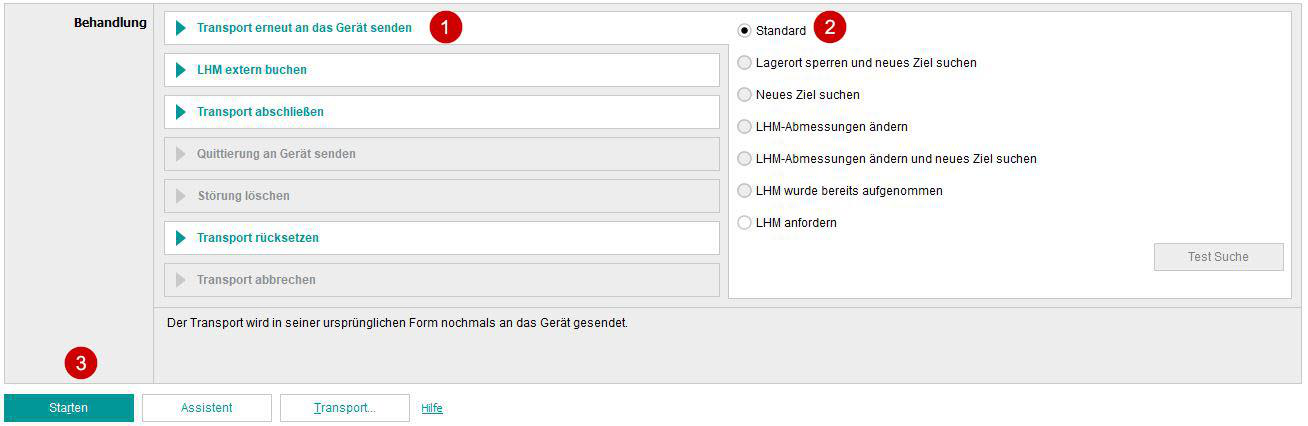 Behandlung
Transport erneut an das Gerät senden
1
LHM extern buchen
Transport abschließen
Quittierung an Gerät senden
Störung löschen
Transport rücksetzen
Transport abbrechen
Standard
2
Lagerort sperren und neues Ziel suchen
Neues Ziel suchen
LHM-Abmessungen ändern
LHM-Abmessungen ändern und neues Ziel suchen
LHM wurde bereits aufgenommen
LHM anfordern
Test Suche
Der Transport wird in seiner ursprünglichen Form nochmals an das Gerät gesendet.
3
Starten
Assistent
Transport...
Hilfe